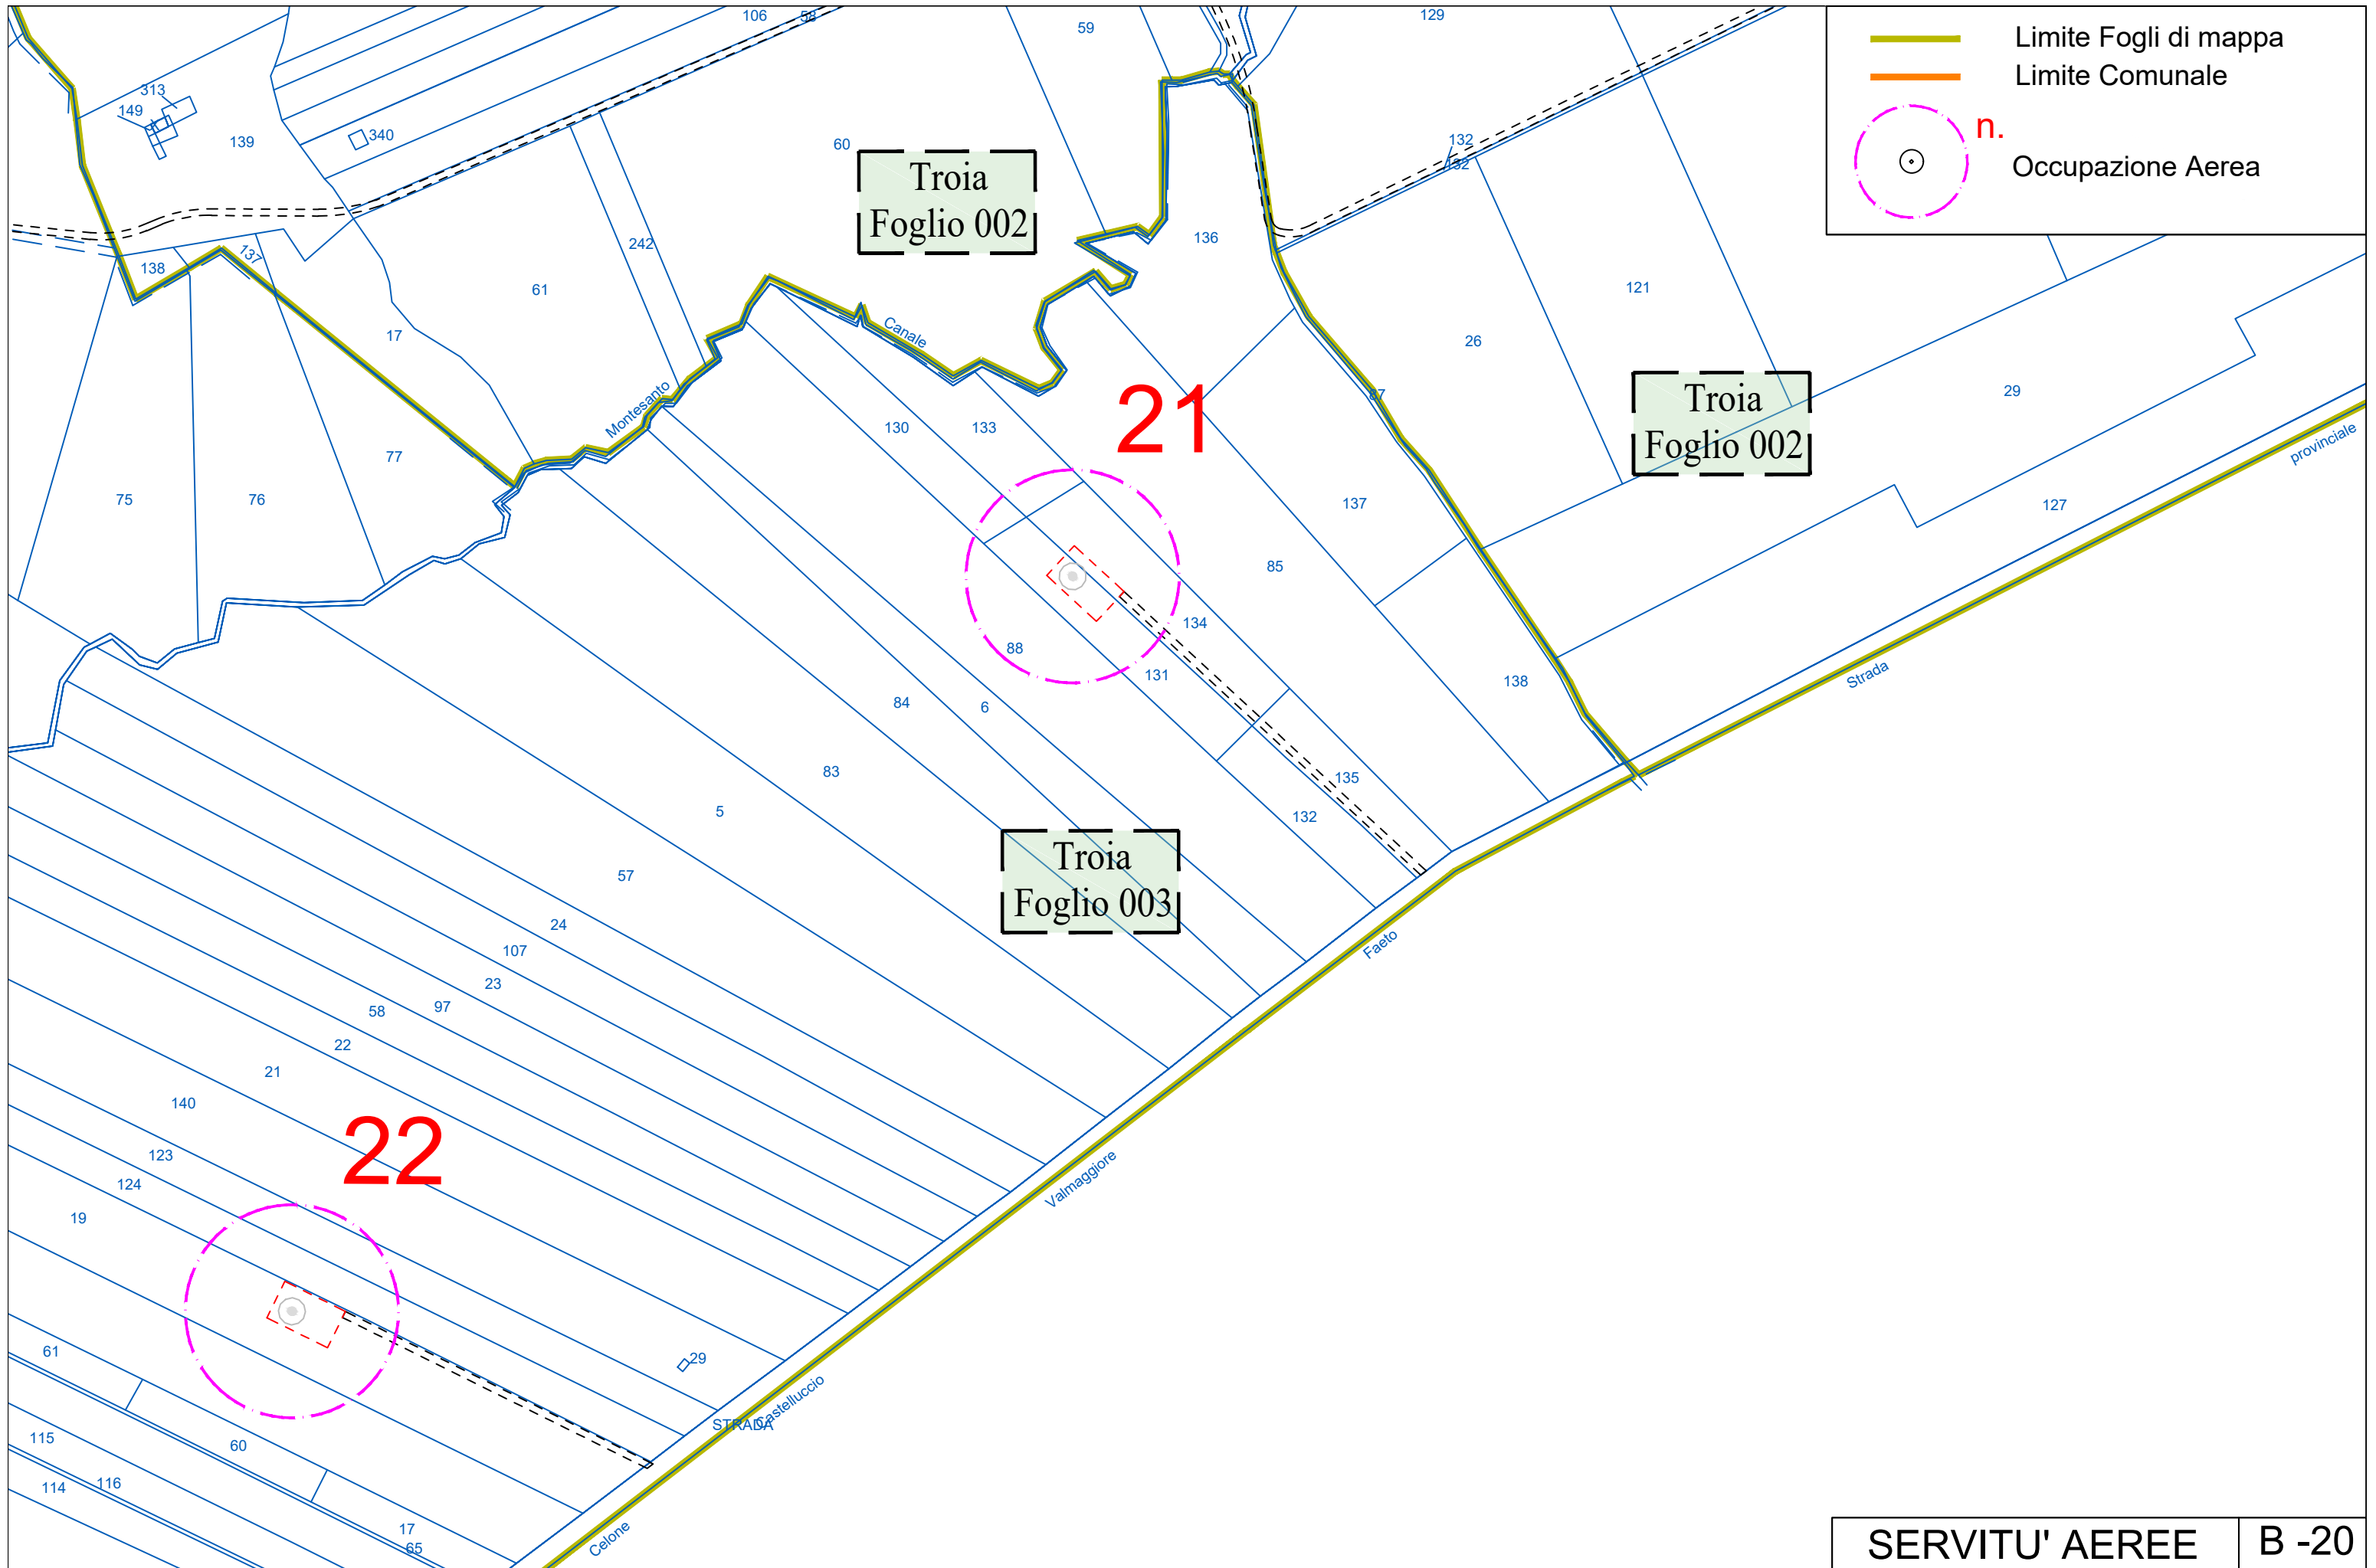 106
58
59
129
Limite Fogli di mappa
Limite Comunale
n.
Occupazione Aerea
313
149
139
340
60
Troia
Foglio 002
132
132
242
136
137
138
61
121
17
Canale
26
87
29
Troia
Foglio 002
provinciale
Montesanto
130
133
21
77
75
76
137
127
85
134
88
131
Strada
138
84
6
83
135
5
132
Troia
Foglio 003
57
24
107
Faeto
23
97
58
22
21
140
22
123
124
Valmaggiore
19
61
29
Castelluccio
STRADA
115
60
114
116
17
65
Celone
SERVITU' AEREE
B -20